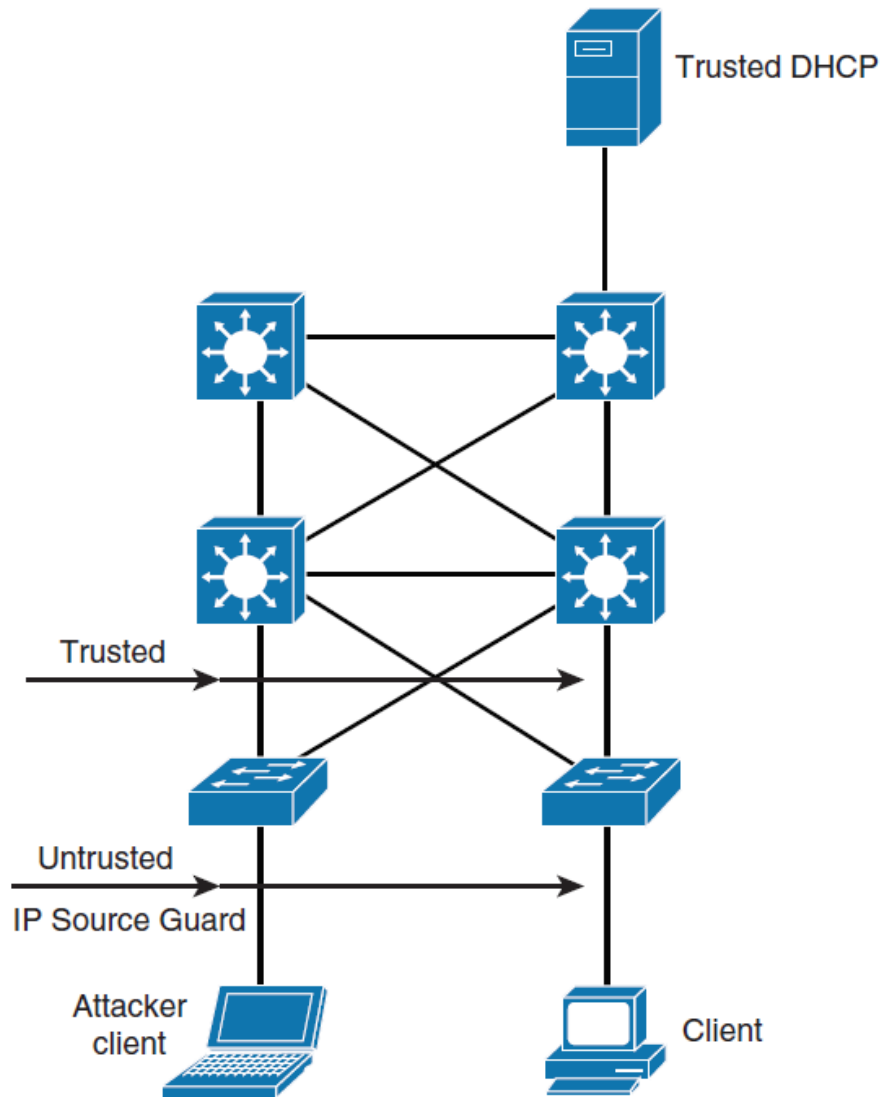 Trusted DHCP
Trusted
Untrusted
IP Source Guard
Attacker
client
Client